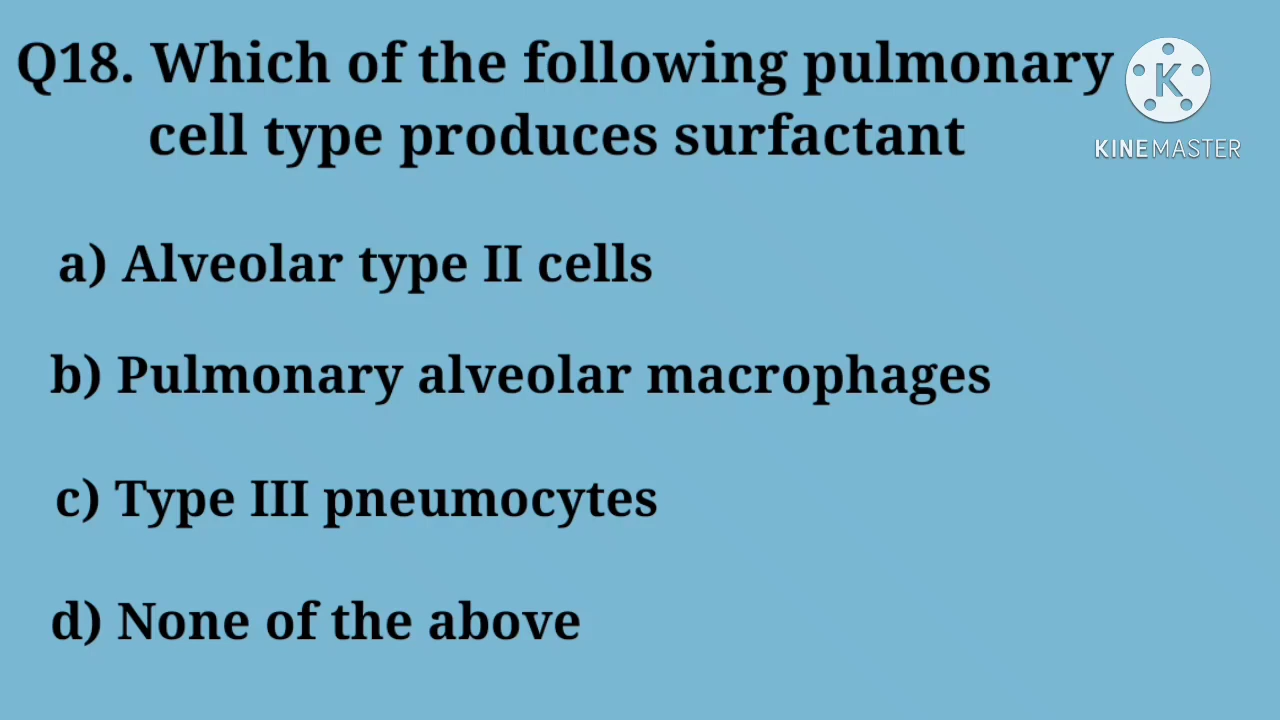 Q18. Which of the following pulmonary
cell type produces surfactant
K
KINEMASTER
a) Alveolar type II cells
b) Pulmonary alveolar macrophages
c) Type III pneumocytes
d) None of the above